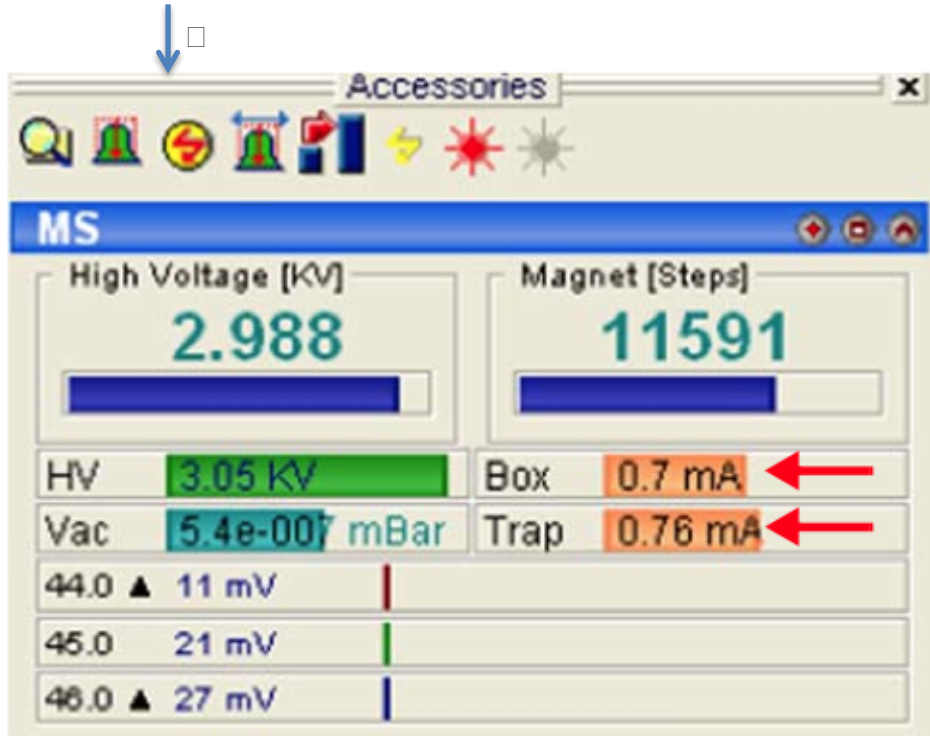 Accessories
MS
High Voltage [KV] Magnet [Steps]
2.988 11591
HV 3.05 KV Box 0.7 mA
Vac 5.4e-007 mBar Trap 0.76 mA
44.0 ▲ 11 mV
45.0 21 mV
46.0 ▲ 27 mV